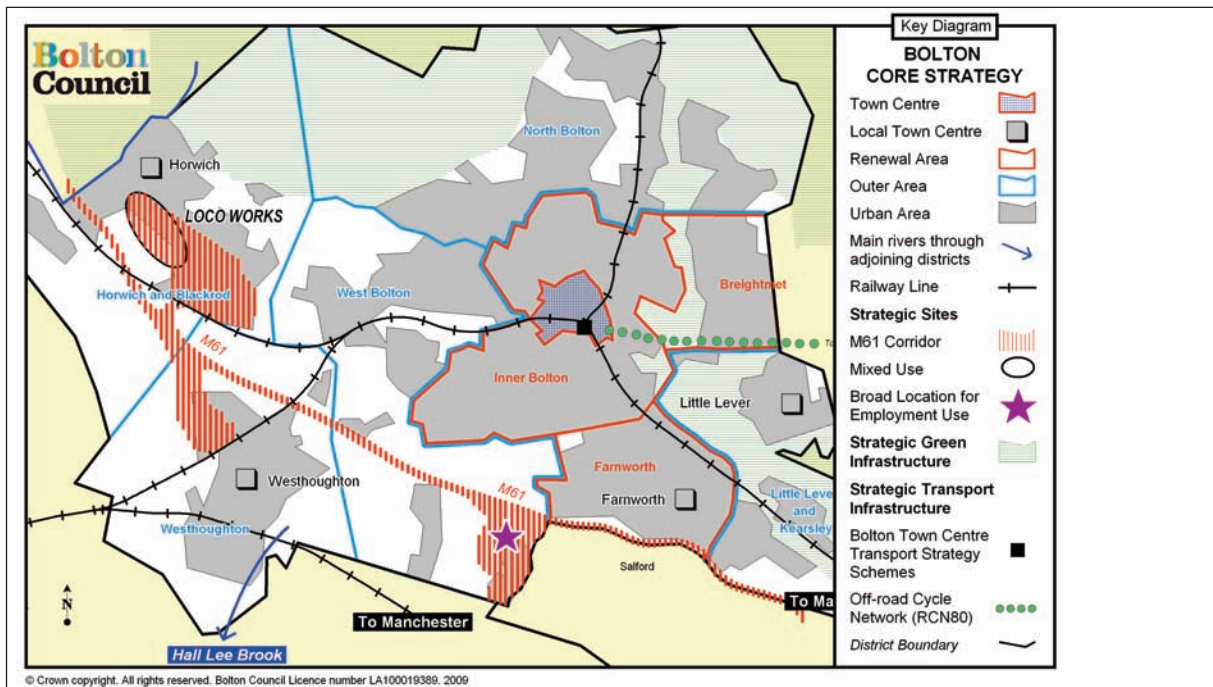 Bolton
Council
Key Diagram
BOLTON
CORE STRATEGY
Town Centre
Local Town Centre
Renewal Area
Outer Area
Urban Area
Main rivers through
adjoining districts
Railway Line
Strategic Sites
M61 Corridor
Mixed Use
Broad Location for
Employment Use
Strategic Green
Infrastructure
Strategic Transport
Infrastructure
Bolton Town Centre
Transport Strategy
Schemes
Off-road Cycle
Network (RCN80)
District Boundary
North Bolton
Horwich
LOCO WORKS
Horwich and Blackrod
West Bolton
Breightmet
M61
To
Inner Bolton
Little Lever
Westhoughton
Farnworth
M61
Farnworth
Little Lever
and
Kearsley
Westhoughton
Salford
N
To Ma
To Manchester
Hall Lee Brook
© Crown copyright. All rights reserved. Bolton Council Licence number LA100019389. 2009